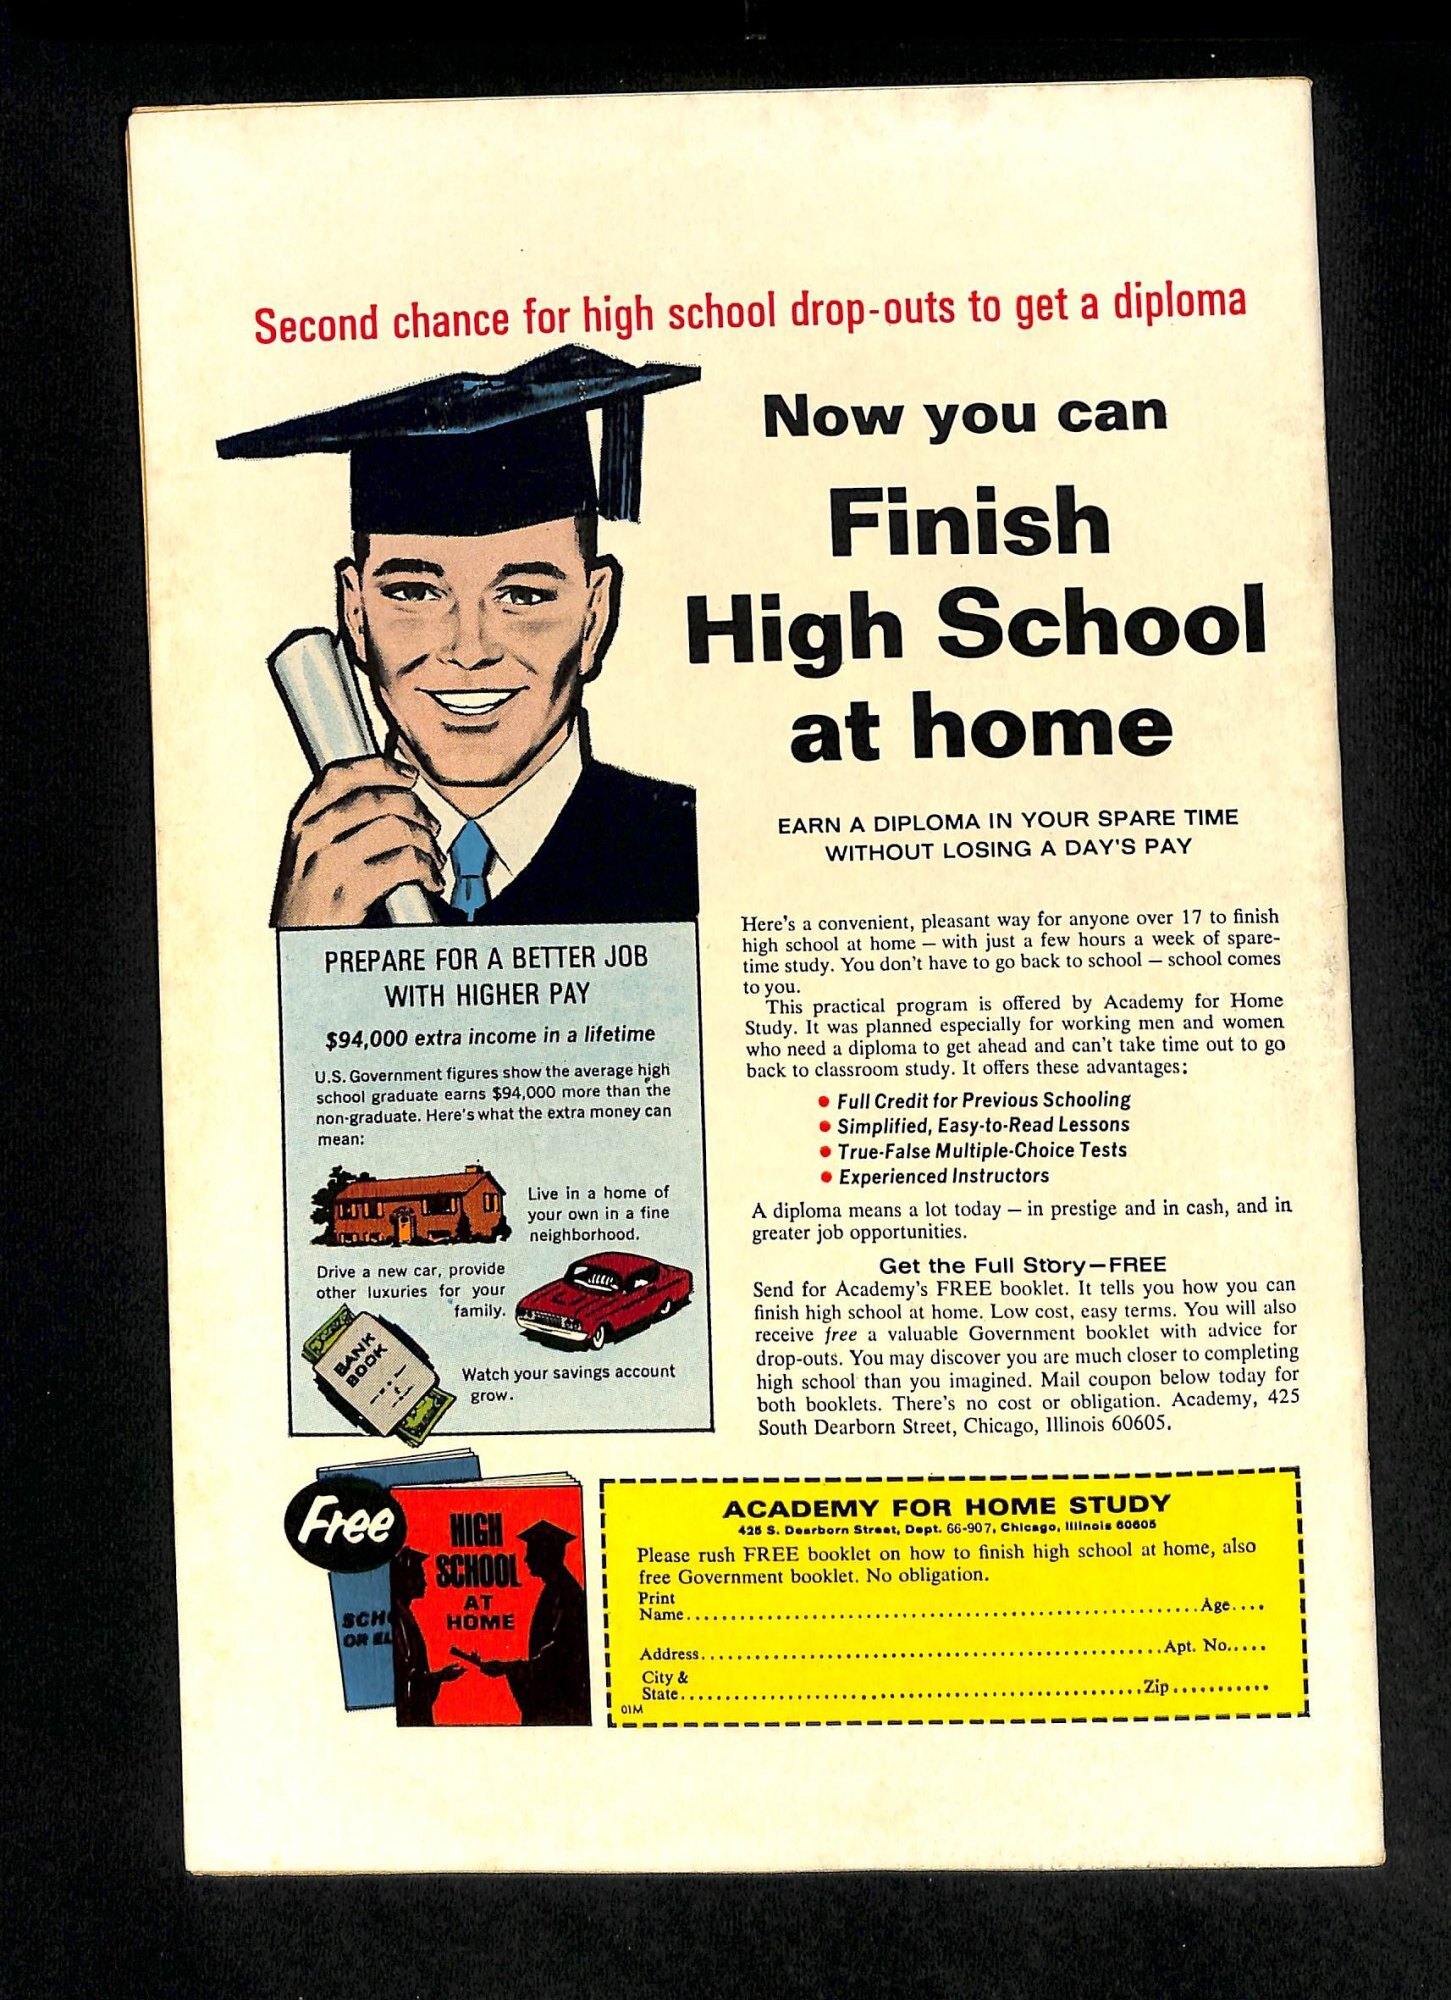 Second chance for high school drop-outs to get a diploma
Now you can
Finish
High School
at home
EARN A DIPLOMA IN YOUR SPARE TIME
WITHOUT LOSING A DAY'S PAY
PREPARE FOR A BETTER JOB
WITH HIGHER PAY
$94,000 extra income in a lifetime
U.S. Government figures show the average high
school graduate earns $94,000 more than the
non-graduate. Here's what the extra money can
mean:
Live in a home of
your own in a fine
neighborhood.
Drive a new car, provide
other luxuries for your
family.
BANK
BOOK
Watch your savings account
grow.
Here's a convenient, pleasant way for anyone over 17 to finish
high school at home — with just a few hours a week of spare-
time study. You don't have to go back to school — school comes
to you.
This practical program is offered by Academy for Home
Study. It was planned especially for working men and women
who need a diploma to get ahead and can't take time out to go
back to classroom study. It offers these advantages:
• Full Credit for Previous Schooling
• Simplified, Easy-to-Read Lessons
• True-False Multiple-Choice Tests
• Experienced Instructors
A diploma means a lot today — in prestige and in cash, and in
greater job opportunities.
Get the Full Story—FREE
Send for Academy's FREE booklet. It tells you how you can
finish high school at home. Low cost, easy terms. You will also
receive free a valuable Government booklet with advice for
drop-outs. You may discover you are much closer to completing
high school than you imagined. Mail coupon below today for
both booklets. There's no cost or obligation. Academy, 425
South Dearborn Street, Chicago, Illinois 60605.
Free
SCHO
OR EL
HIGH
SCHOOL
AT
HOME
ACADEMY FOR HOME STUDY
425 S. Dearborn Street, Dept. 66-907, Chicago, Illinois 60605
Please rush FREE booklet on how to finish high school at home, also
free Government booklet. No obligation.
Print
Name..........Age....
Address..........Apt. No.....
City &
State..........Zip...........
01M